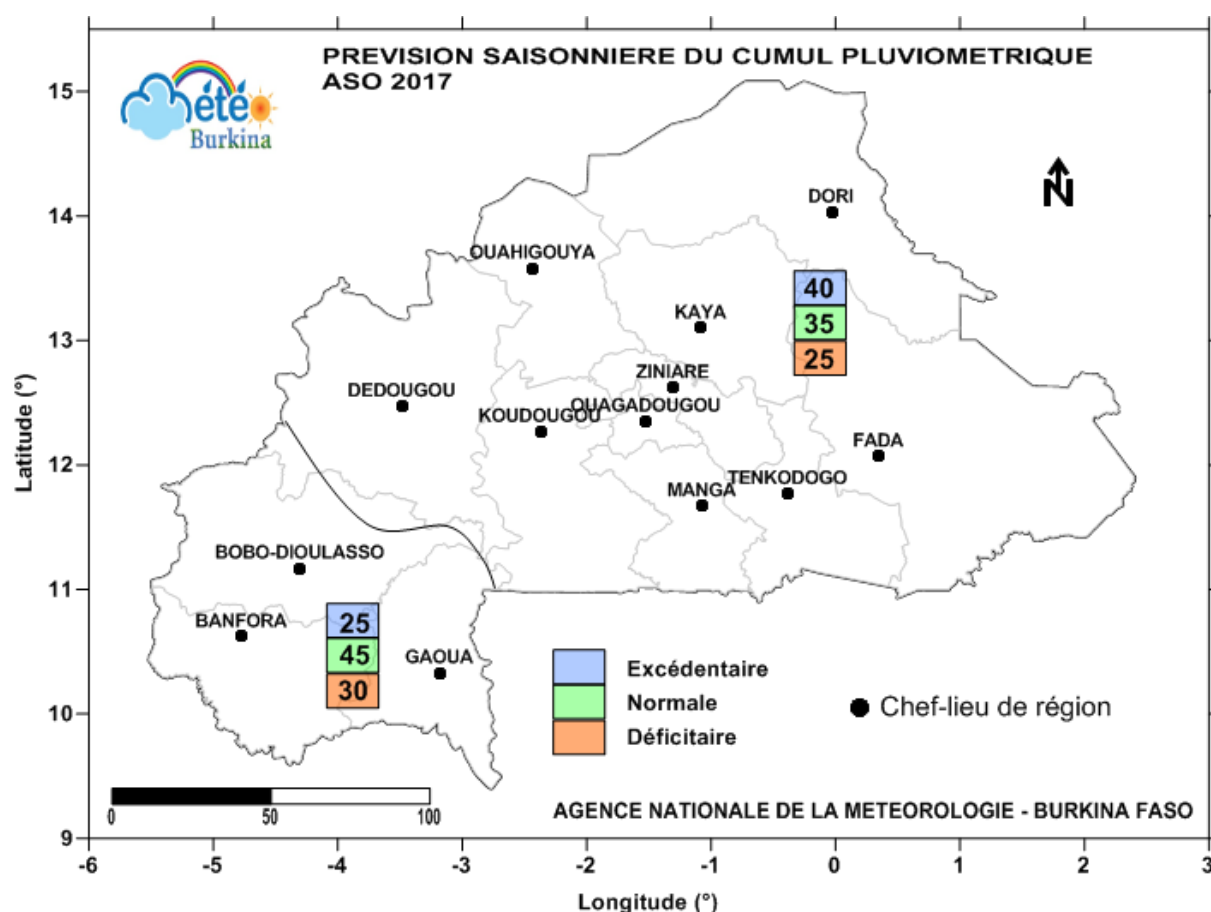 PREVISION SAISONNIERE DU CUMUL PLUVIOMETRIQUE
ASO 2017
été
Burkina
N
15
14
13
12
11
10
9
Latitude (°)
DORI
OUAHIGOUYA
40
KAYA
35
25
ZINIARE
DEDOUGOU
OUAGADOUGOU
KOUDOUGOU
FADA
TENKODOGO
MANGA
BOBO-DIOULASSO
BANFORA
25
45
GAOUA
30
Excédentaire
Normale
Déficitaire
Chef-lieu de région
0
50
100
AGENCE NATIONALE DE LA METEOROLOGIE - BURKINA FASO
-6
-5
-4
-3
-2
-1
0
1
2
3
Longitude (°)